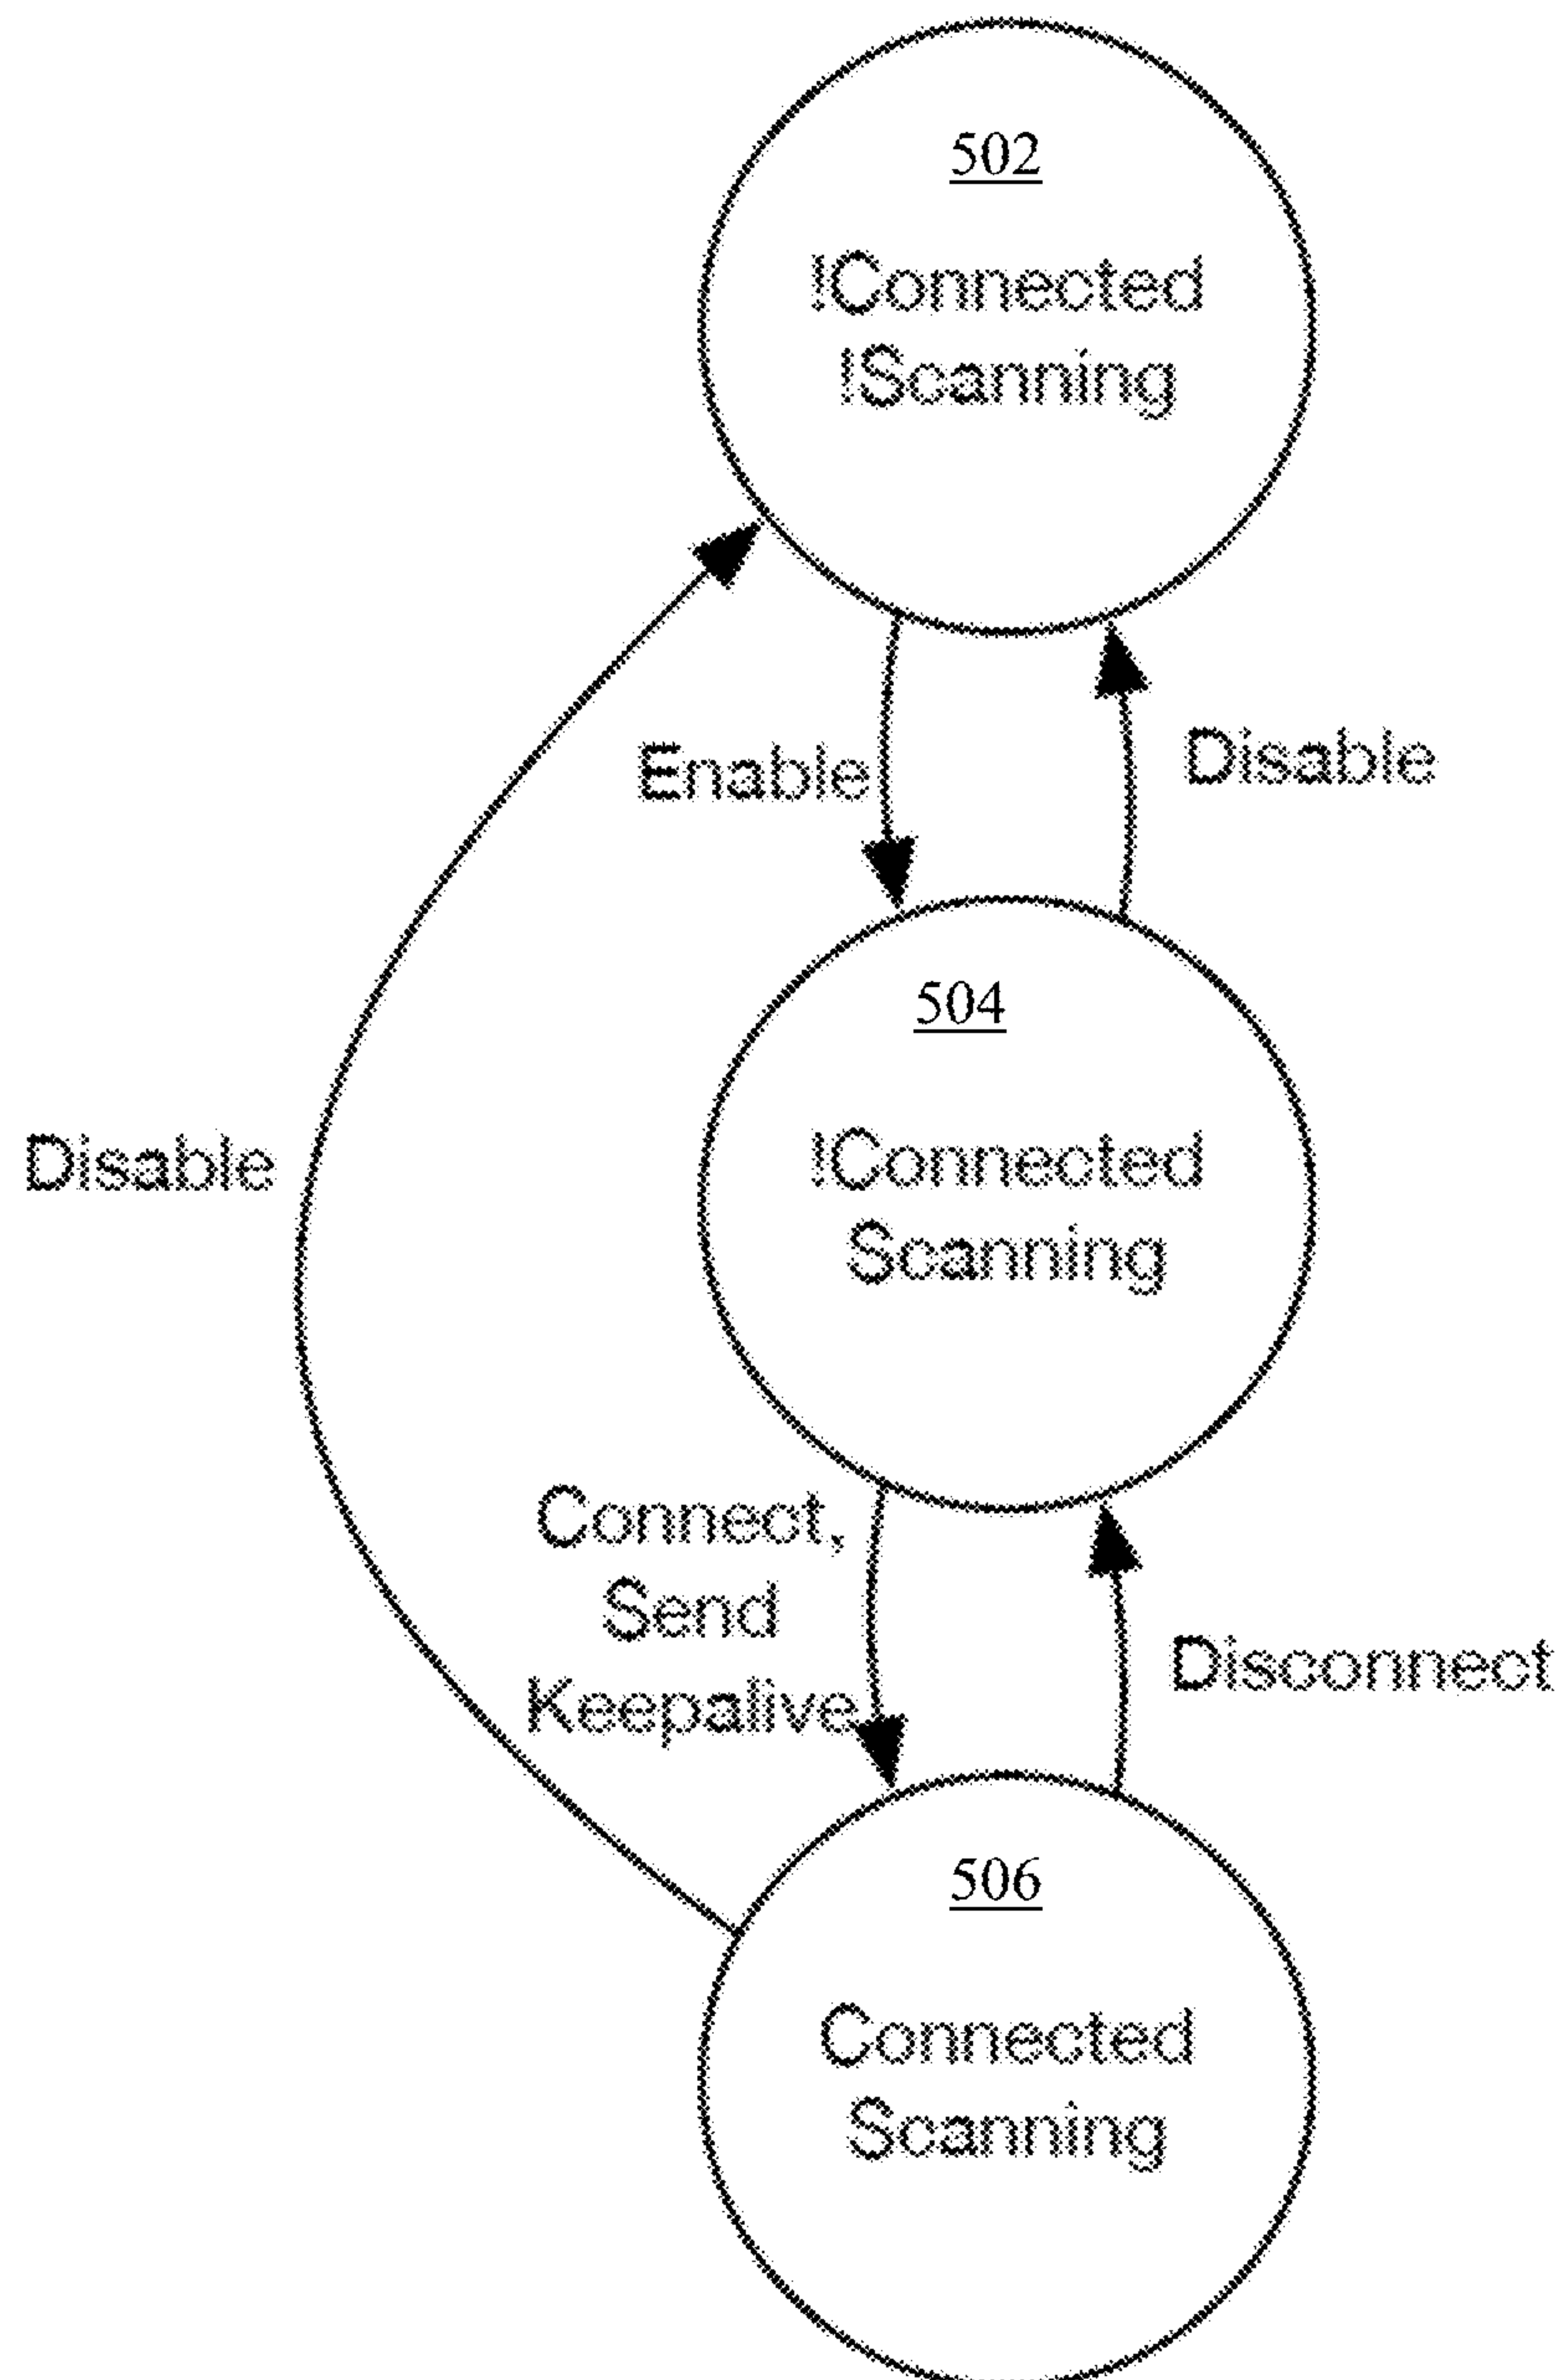 502
!Connected
!Scanning
Enable
Disable
504
!Connected
Scanning
Disable
Connect,
Send
Keepalive
Disconnect
506
Connected
Scanning